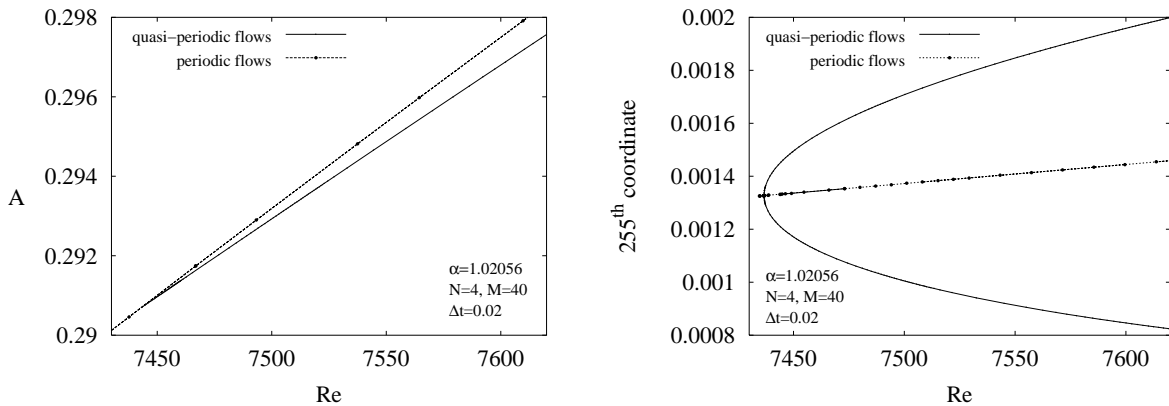 0.298
0.296
0.294
A
0.292
0.29
7450
7500
7550
7600
Re
quasi-periodic flows
periodic flows
α=1.02056
N=4, M=40
Δt=0.02
0.002
0.0018
0.0016
0.0014
0.0012
0.001
0.0008
255th coordinate
7450
7500
7550
7600
Re
quasi-periodic flows
periodic flows
α=1.02056
N=4, M=40
Δt=0.02